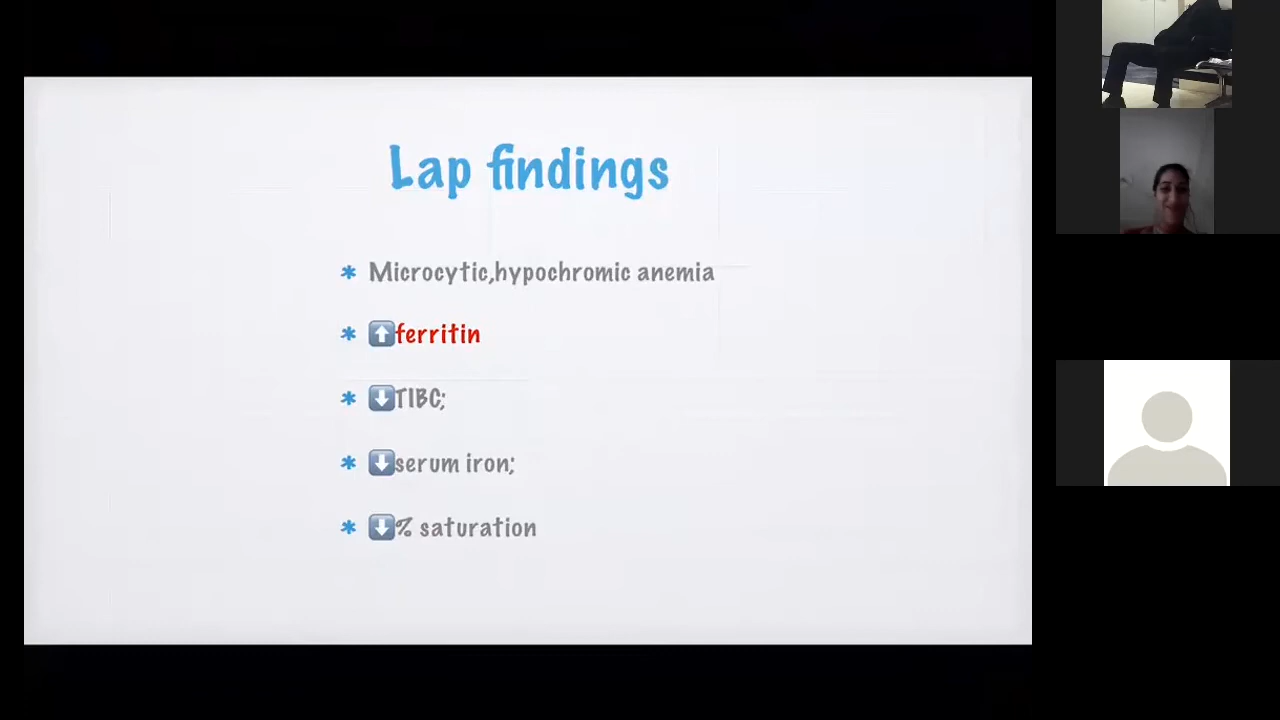 Lap findings
* Microcytic,hypochromic anemia
* ⬆️ferritin
* ⬇️TIBC;
* ⬇️serum iron;
* ⬇️% saturation